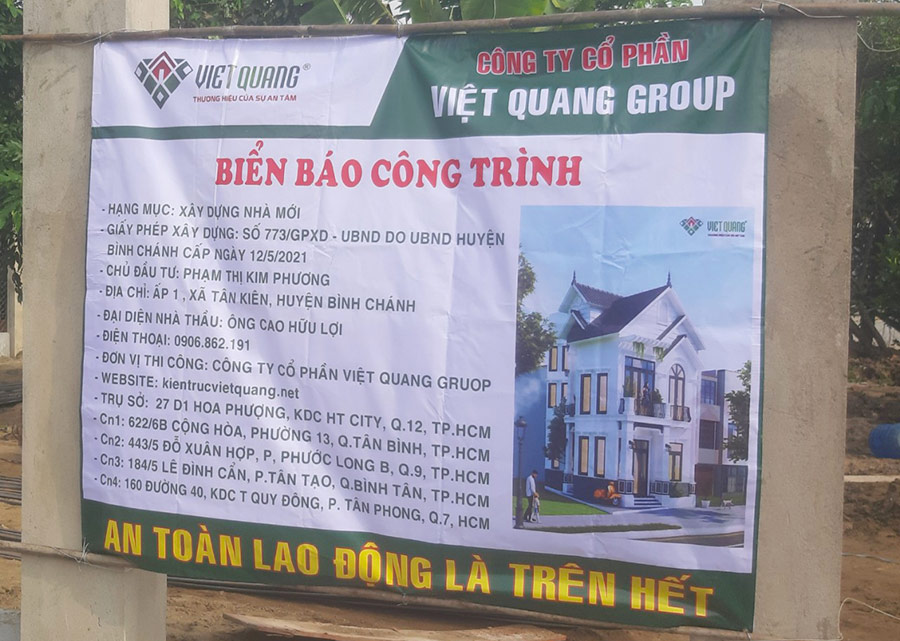 VIỆT QUANG®
THƯƠNG HIỆU CỦA SỰ AN TÂM
CÔNG TY CỔ PHẦN
VIỆT QUANG GROUP
BIỂN BÁO CÔNG TRÌNH
- HẠNG MỤC: XÂY DỰNG NHÀ MỚI
- GIẤY PHÉP XÂY DỰNG: SỐ 773/GPXD - UBND DO UBND HUYỆN
BÌNH CHÁNH CẤP NGÀY 12/5/2021
- CHỦ ĐẦU TƯ: PHẠM THỊ KIM PHƯƠNG
- ĐỊA CHỈ: ẤP 1 , XÃ TÂN KIÊN, HUYỆN BÌNH CHÁNH
- ĐẠI DIỆN NHÀ THẦU: ÔNG CAO HỮU LỢI
- ĐIỆN THOẠI: 0906.862.191
- ĐƠN VỊ THI CÔNG: CÔNG TY CỔ PHẦN VIỆT QUANG GRUOP
- WEBSITE: kientrucvietquang.net
- TRỤ SỞ: 27 D1 HOA PHƯỢNG, KDC HT CITY, Q.12, TP.HCM
- Cn1: 622/6B CỘNG HÒA, PHƯỜNG 13, Q.TÂN BÌNH, TP.HCM
- Cn2: 443/5 ĐỖ XUÂN HỢP, P, PHƯỚC LONG B, Q.9, TP.HCM
- Cn3: 184/5 LÊ ĐÌNH CẨN, P.TÂN TẠO, Q.BÌNH TÂN, TP.HCM
- Cn4: 160 ĐƯỜNG 40, KDC T QUY ĐÔNG, P. TÂN PHONG, Q.7, HCM
VIỆT QUANG
AN TOÀN LAO ĐỘNG LÀ TRÊN HẾT